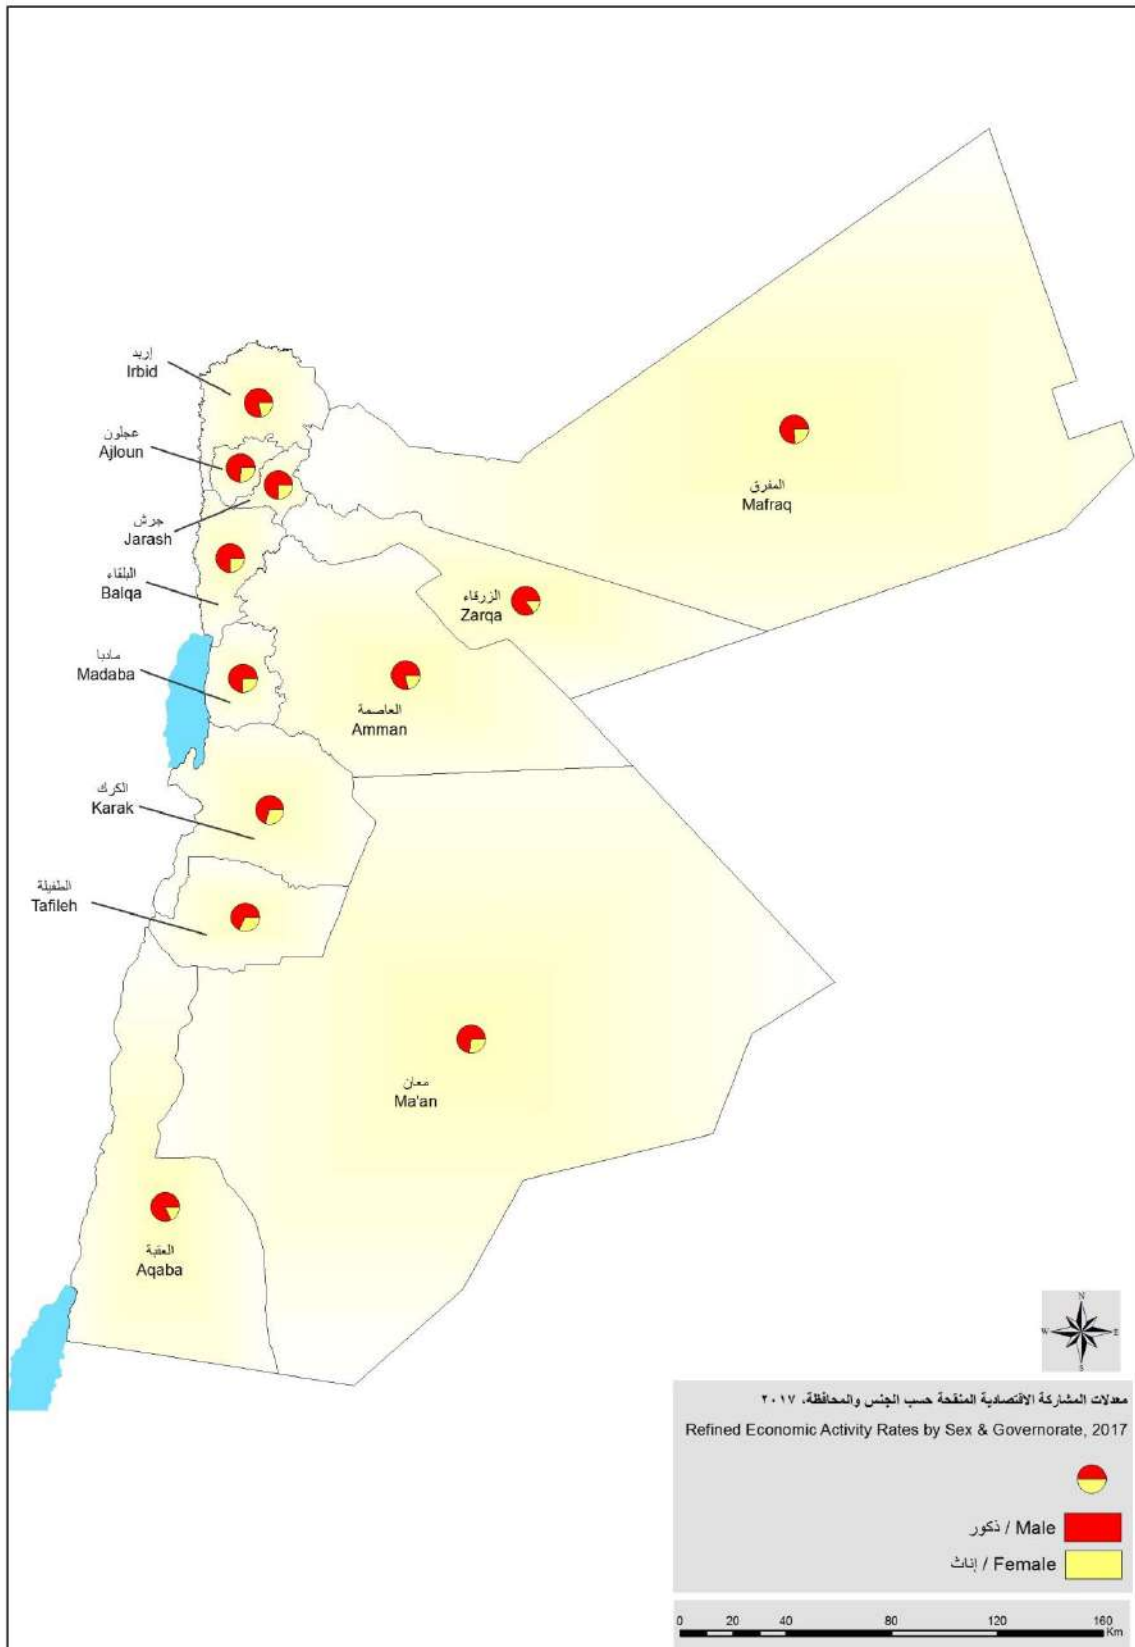 إربد
Irbid
عجلون
Ajloun
جرش
Jarash
البلقاء
Balqa
مادبا
Madaba
الكرك
Karak
الطفيلة
Tafileh
المفرق
Mafraq
الزرقاء
Zarqa
العاصمة
Amman
معان
Ma'an
العقبة
Aqaba
N
W
E
S
معدلات المشاركة الاقتصادية المنقحة حسب الجنس والمحافظة، ٢٠١٧
Refined Economic Activity Rates by Sex & Governorate, 2017
ذكور / Male
إناث / Female
0 20 40 80 120 160
Km